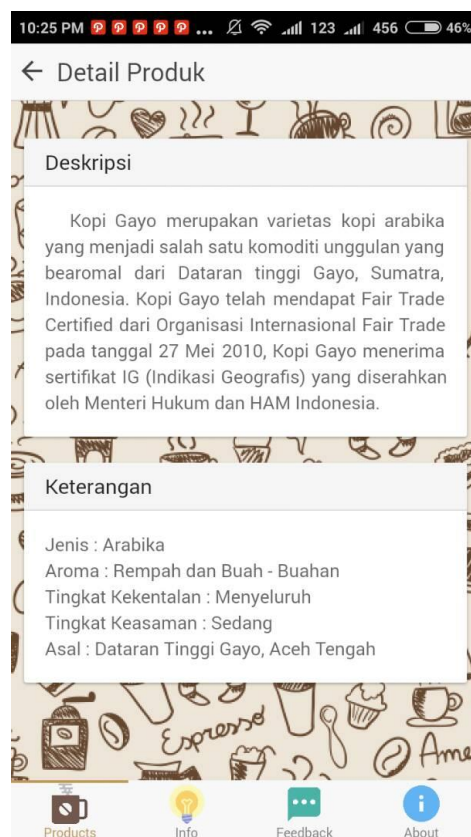 10:25 PM ... 123 456 46%
Detail Produk
Deskripsi
Kopi Gayo merupakan varietas kopi arabika
yang menjadi salah satu komoditi unggulan yang
bearomal dari Dataran tinggi Gayo, Sumatra,
Indonesia. Kopi Gayo telah mendapat Fair Trade
Certified dari Organisasi Internasional Fair Trade
pada tanggal 27 Mei 2010, Kopi Gayo menerima
sertifikat IG (Indikasi Geografis) yang diserahkan
oleh Menteri Hukum dan HAM Indonesia.
Keterangan
Jenis : Arabika
Aroma : Rempah dan Buah - Buahan
Tingkat Kekentalan : Menyeluruh
Tingkat Keasaman : Sedang
Asal : Dataran Tinggi Gayo, Aceh Tengah
Espresso
Ame
Products Info Feedback About